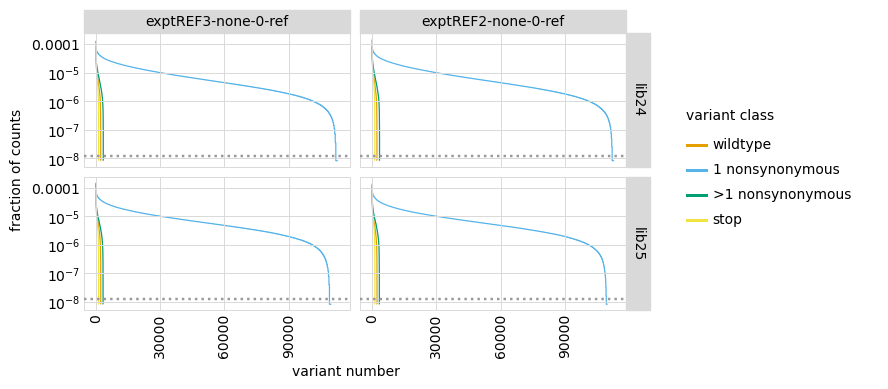 exptREF3-none-0-ref exptREF2-none-0-ref
0.0001
10⁻⁵
10⁻⁶
10⁻⁷
10⁻⁸
lib24
0.0001
10⁻⁵
10⁻⁶
10⁻⁷
10⁻⁸
lib25
fraction of counts
0 30000 60000 90000 0 30000 60000 90000
variant number
variant class
wildtype
1 nonsynonymous
>1 nonsynonymous
stop